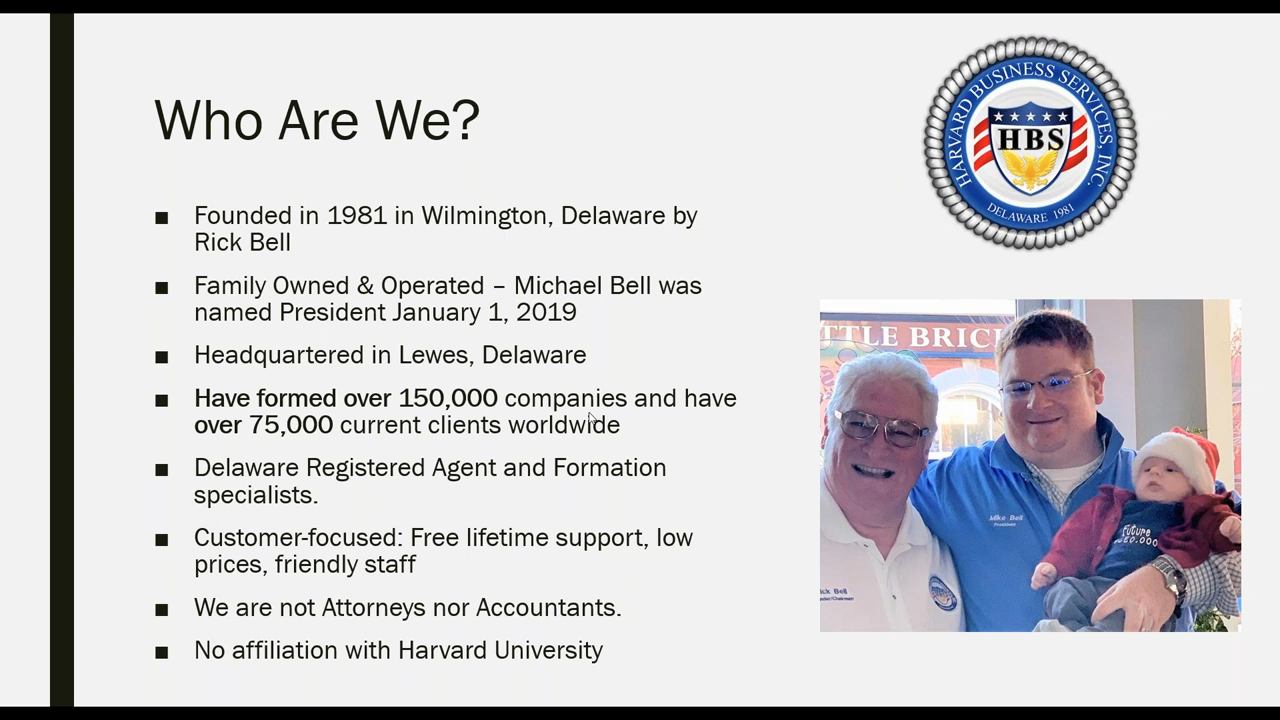 Who Are We?
■ Founded in 1981 in Wilmington, Delaware by
Rick Bell
■ Family Owned & Operated – Michael Bell was
named President January 1, 2019
■ Headquartered in Lewes, Delaware
■ Have formed over 150,000 companies and have
over 75,000 current clients worldwide
■ Delaware Registered Agent and Formation
specialists.
■ Customer-focused: Free lifetime support, low
prices, friendly staff
■ We are not Attorneys nor Accountants.
■ No affiliation with Harvard University
HARVARD BUSINESS SERVICES, INC.
HBS
DELAWARE 1981
TTLE BRIC
Mike Bell
President
ick Bell
Future